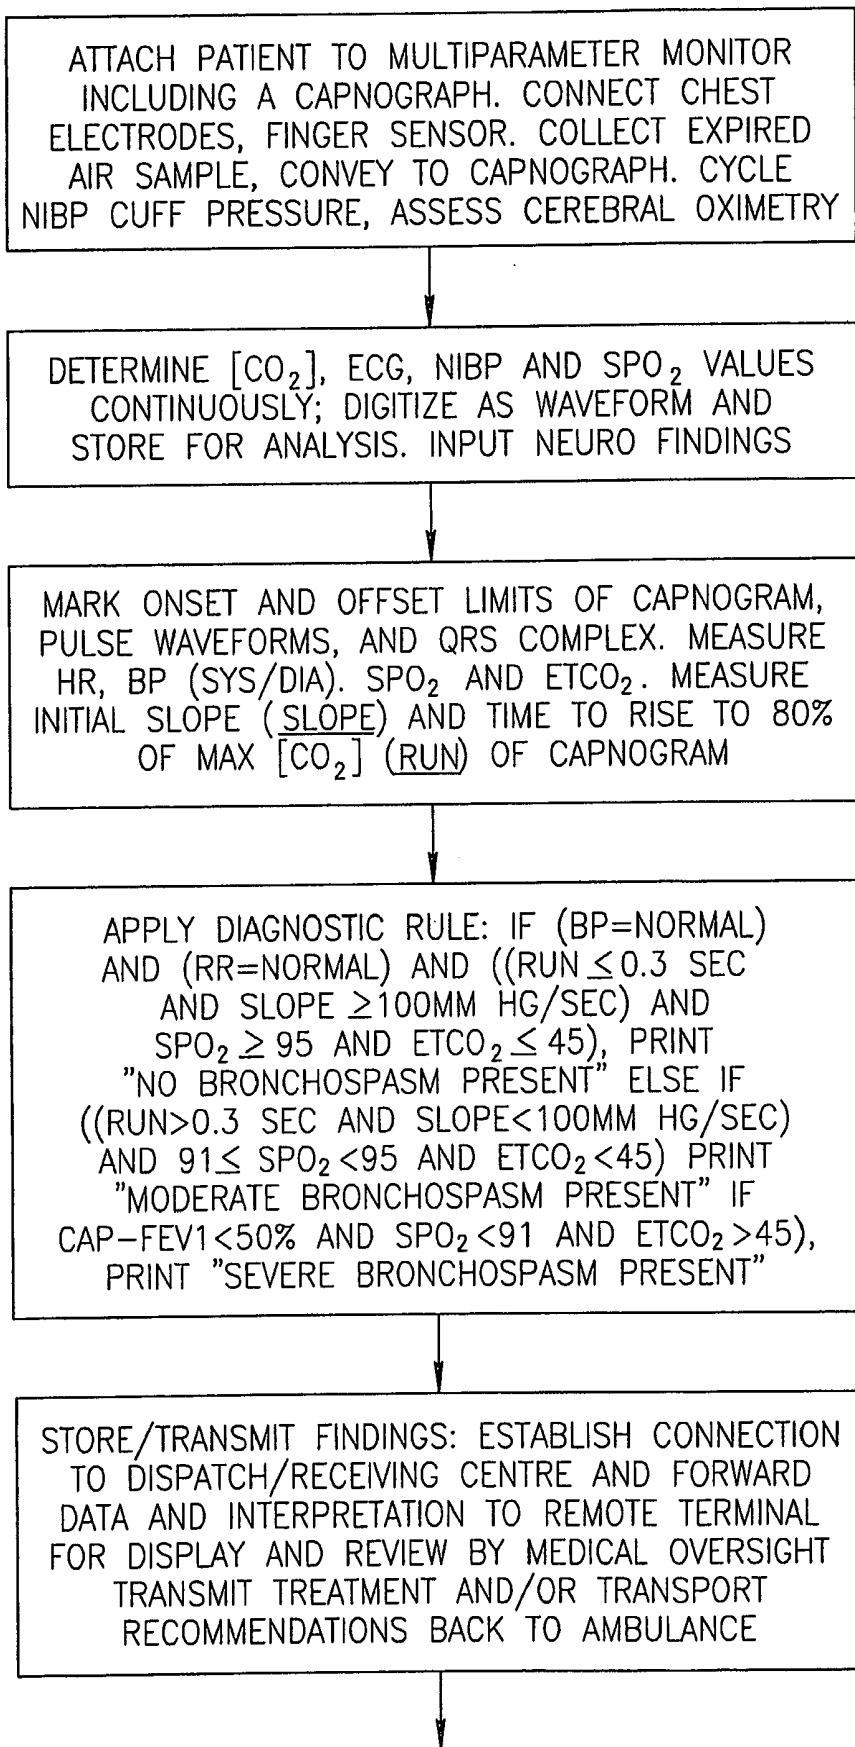 ATTACH PATIENT TO MULTIPARAMETER MONITOR
INCLUDING A CAPNOGRAPH. CONNECT CHEST
ELECTRODES, FINGER SENSOR. COLLECT EXPIRED
AIR SAMPLE, CONVEY TO CAPNOGRAPH. CYCLE
NIBP CUFF PRESSURE, ASSESS CEREBRAL OXIMETRY
DETERMINE [CO₂], ECG, NIBP AND SPO₂ VALUES
CONTINUOUSLY; DIGITIZE AS WAVEFORM AND
STORE FOR ANALYSIS. INPUT NEURO FINDINGS
MARK ONSET AND OFFSET LIMITS OF CAPNOGRAM,
PULSE WAVEFORMS, AND QRS COMPLEX. MEASURE
HR, BP (SYS/DIA). SPO₂ AND ETCO₂. MEASURE
INITIAL SLOPE (SLOPE) AND TIME TO RISE TO 80%
OF MAX [CO₂] (RUN) OF CAPNOGRAM
APPLY DIAGNOSTIC RULE: IF (BP=NORMAL)
AND (RR=NORMAL) AND ((RUN≤0.3 SEC
AND SLOPE ≥100MM HG/SEC) AND
SPO₂ ≥ 95 AND ETCO₂ ≤ 45), PRINT
"NO BRONCHOSPASM PRESENT" ELSE IF
((RUN>0.3 SEC AND SLOPE<100MM HG/SEC)
AND 91≤ SPO₂<95 AND ETCO₂<45) PRINT
"MODERATE BRONCHOSPASM PRESENT" IF
CAP-FEV1<50% AND SPO₂<91 AND ETCO₂>45),
PRINT "SEVERE BRONCHOSPASM PRESENT"
STORE/TRANSMIT FINDINGS: ESTABLISH CONNECTION
TO DISPATCH/RECEIVING CENTRE AND FORWARD
DATA AND INTERPRETATION TO REMOTE TERMINAL
FOR DISPLAY AND REVIEW BY MEDICAL OVERSIGHT
TRANSMIT TREATMENT AND/OR TRANSPORT
RECOMMENDATIONS BACK TO AMBULANCE